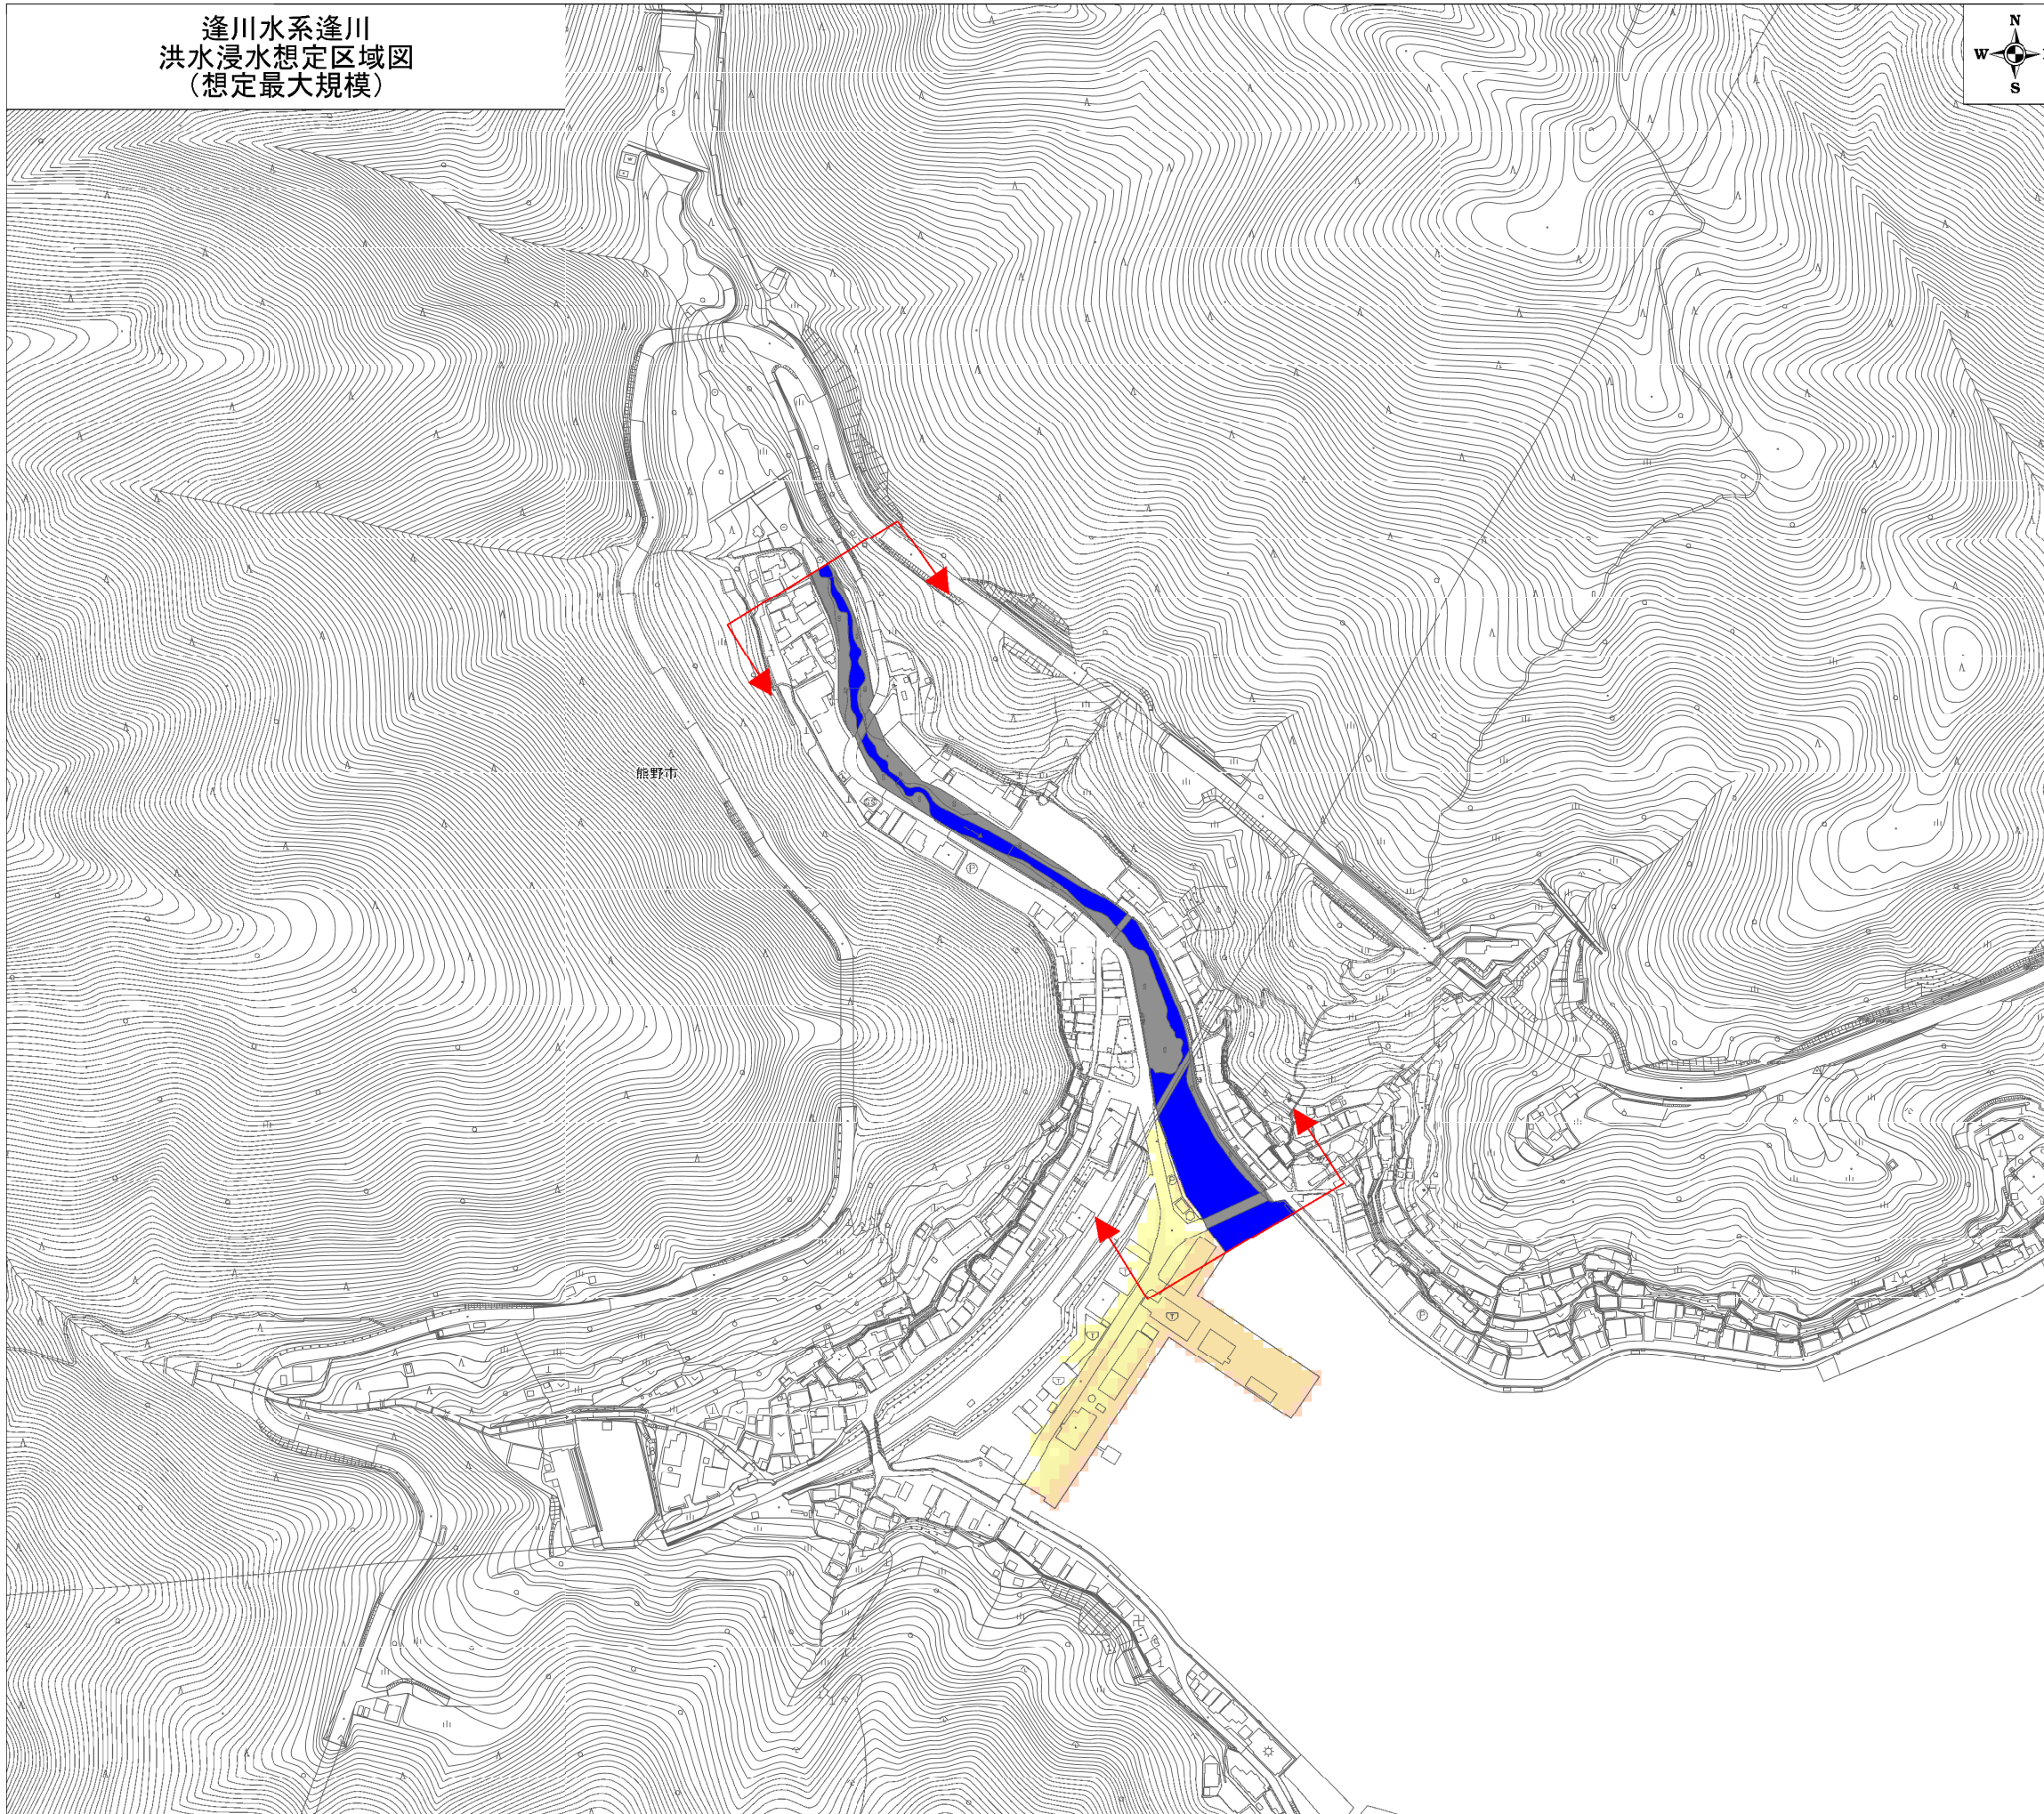 逢川水系逢川
洪水浸水想定区域図
（想定最大規模）
N
W
S
熊野市